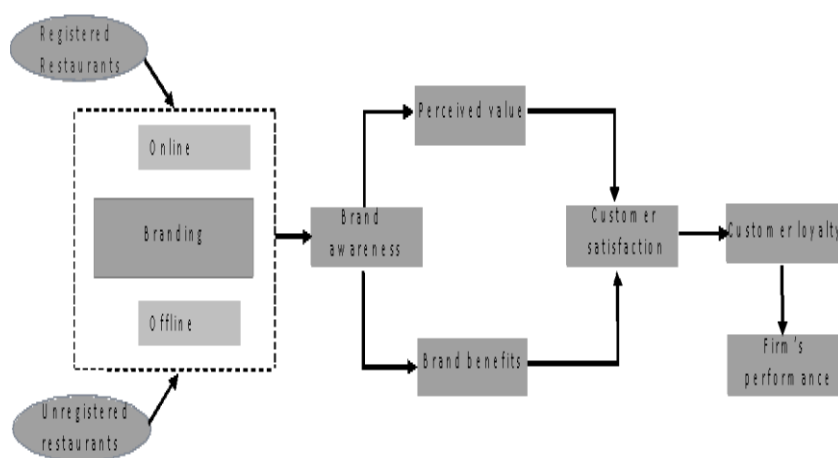 Registered
Restaurants
Online
Branding
Offline
Unregistered
restaurants
Brand
awareness
Perceived value
Brand benefits
Customer
satisfaction
Customer loyalty
Firm's
performance